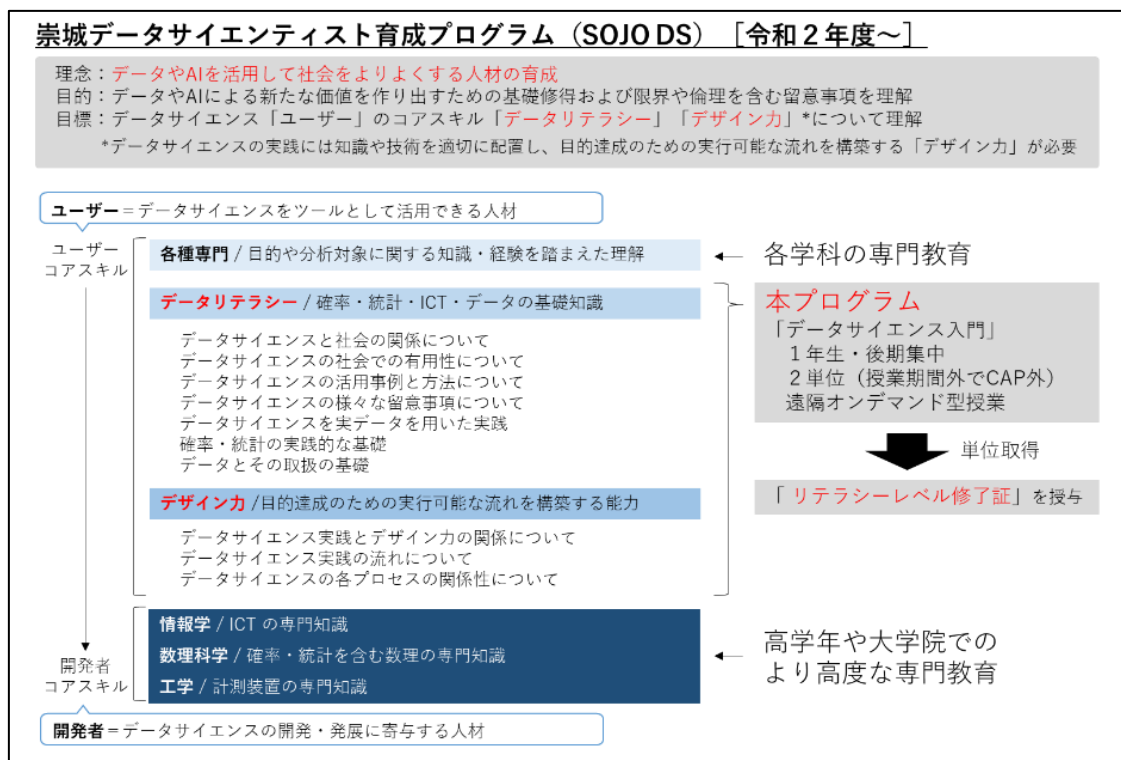 崇城データサイエンティスト育成プログラム（SOJO DS）［令和２年度～］
理念：データやAIを活用して社会をよりよくする人材の育成
目的：データやAIによる新たな価値を作り出すための基礎修得および限界や倫理を含む留意事項を理解
目標：データサイエンス「ユーザー」のコアスキル「データリテラシー」「デザイン力」*について理解
*データサイエンスの実践には知識や技術を適切に配置し、目的達成のための実行可能な流れを構築する「デザイン力」が必要
ユーザー＝データサイエンスをツールとして活用できる人材
ユーザー
コアスキル
各種専門 / 目的や分析対象に関する知識・経験を踏まえた理解
各学科の専門教育
データリテラシー / 確率・統計・ICT・データの基礎知識
データサイエンスと社会の関係について
データサイエンスの社会での有用性について
データサイエンスの活用事例と方法について
データサイエンスの様々な留意事項について
データサイエンスを実データを用いた実践
確率・統計の実践的な基礎
データとその取扱の基礎
デザイン力 /目的達成のための実行可能な流れを構築する能力
データサイエンス実践とデザイン力の関係について
データサイエンス実践の流れについて
データサイエンスの各プロセスの関係性について
本プログラム
「データサイエンス入門」
１年生・後期集中
２単位（授業期間外でCAP外）
遠隔オンデマンド型授業
単位取得
「リテラシーレベル修了証」を授与
開発者
コアスキル
情報学 / ICT の専門知識
数理科学 / 確率・統計を含む数理の専門知識
工学 / 計測装置の専門知識
高学年や大学院での
より高度な専門教育
開発者＝データサイエンスの開発・発展に寄与する人材